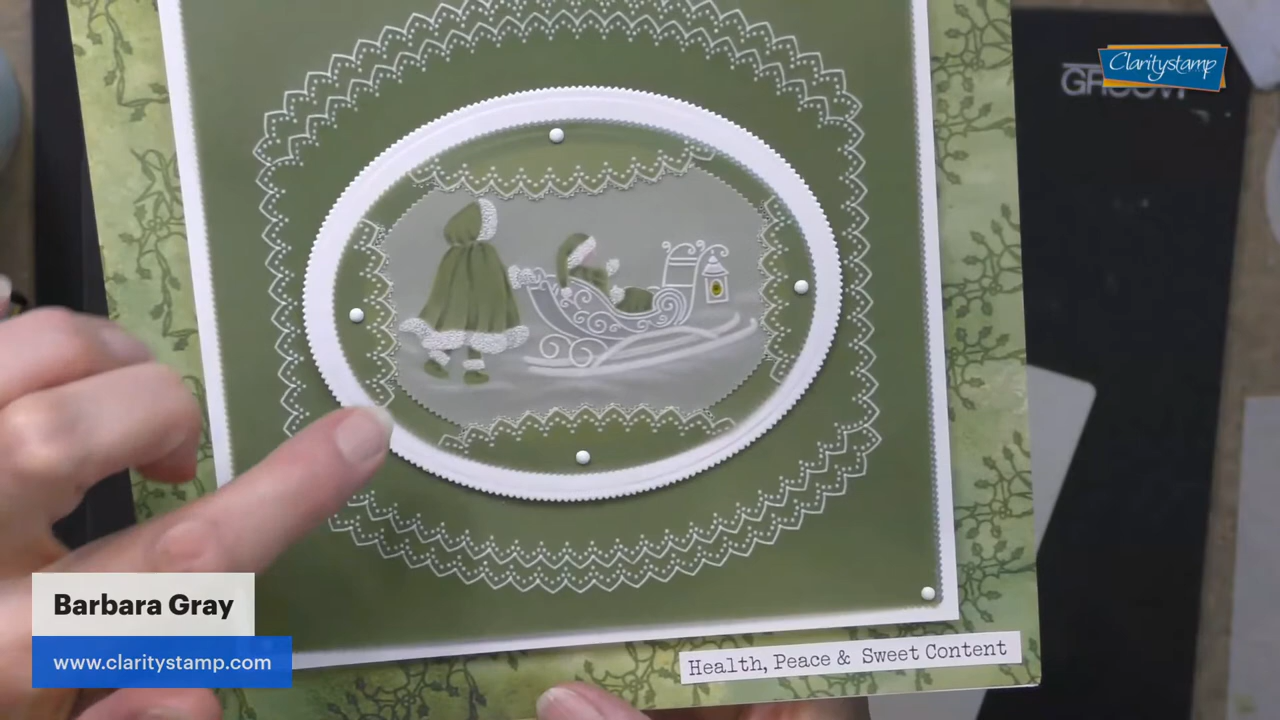 Claritystamp
GROOVI
Barbara Gray
www.claritystamp.com
Health, Peace & Sweet Content